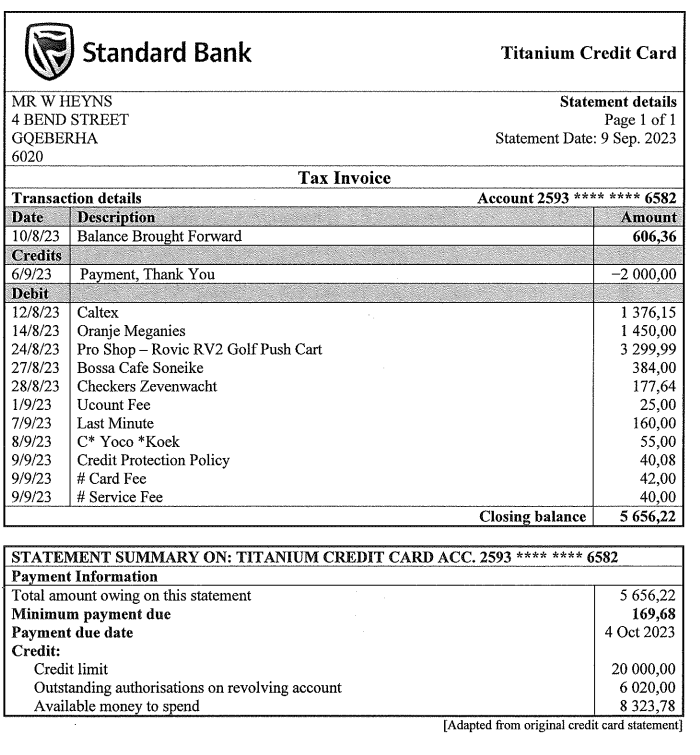 Standard Bank
Titanium Credit Card
MR W HEYNS
4 BEND STREET
GQEBERHA
6020
Statement details
Page 1 of 1
Statement Date: 9 Sep. 2023
Tax Invoice
Transaction details Account 2593 **** **** 6582
Date Description Amount
10/8/23 Balance Brought Forward 606,36
Credits
6/9/23 Payment, Thank You −2 000,00
Debit
12/8/23 Caltex 1 376,15
14/8/23 Oranje Meganies 1 450,00
24/8/23 Pro Shop – Rovic RV2 Golf Push Cart 3 299,99
27/8/23 Bossa Cafe Soneike 384,00
28/8/23 Checkers Zevenwacht 177,64
1/9/23 Ucount Fee 25,00
7/9/23 Last Minute 160,00
8/9/23 C* Yoco *Koek 55,00
9/9/23 Credit Protection Policy 40,08
9/9/23 # Card Fee 42,00
9/9/23 # Service Fee 40,00
Closing balance 5 656,22
STATEMENT SUMMARY ON: TITANIUM CREDIT CARD ACC. 2593 **** **** 6582
Payment Information
Total amount owing on this statement 5 656,22
Minimum payment due 169,68
Payment due date 4 Oct 2023
Credit:
Credit limit 20 000,00
Outstanding authorisations on revolving account 6 020,00
Available money to spend 8 323,78
[Adapted from original credit card statement]